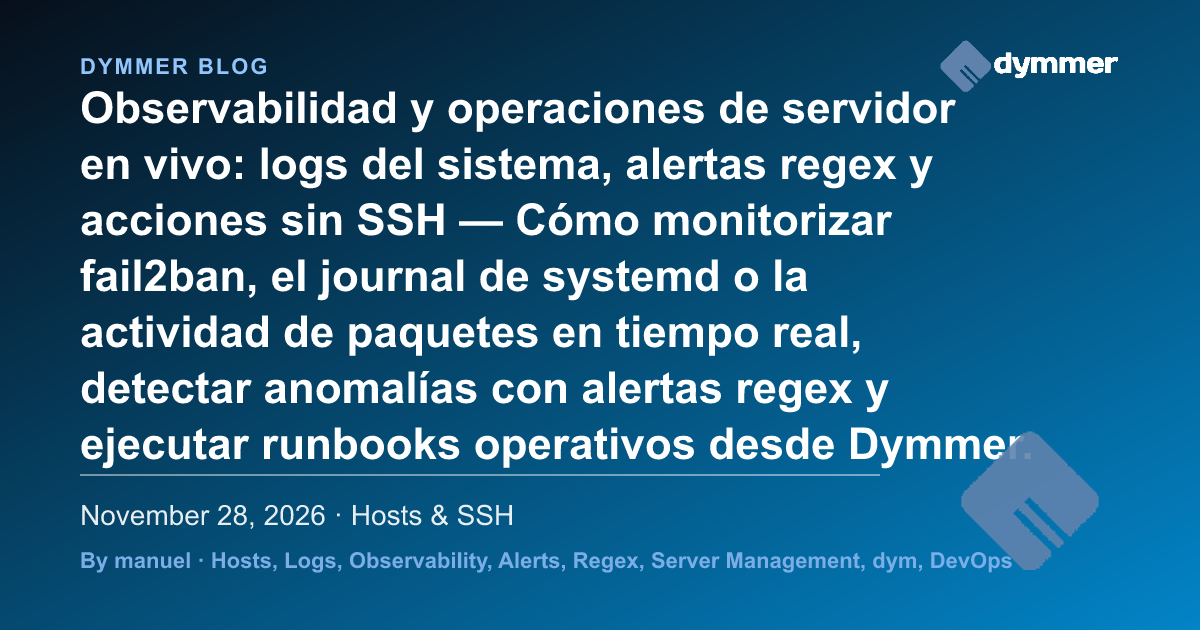 DYMMER BLOG
dymmer
Observabilidad y operaciones de servidor
en vivo: logs del sistema, alertas regex y
acciones sin SSH — Cómo monitorizar
fail2ban, el journal de systemd o la
actividad de paquetes en tiempo real,
detectar anomalías con alertas regex y
ejecutar runbooks operativos desde Dymmer.
November 28, 2026 · Hosts & SSH
By manuel · Hosts, Logs, Observability, Alerts, Regex, Server Management, dym, DevOps